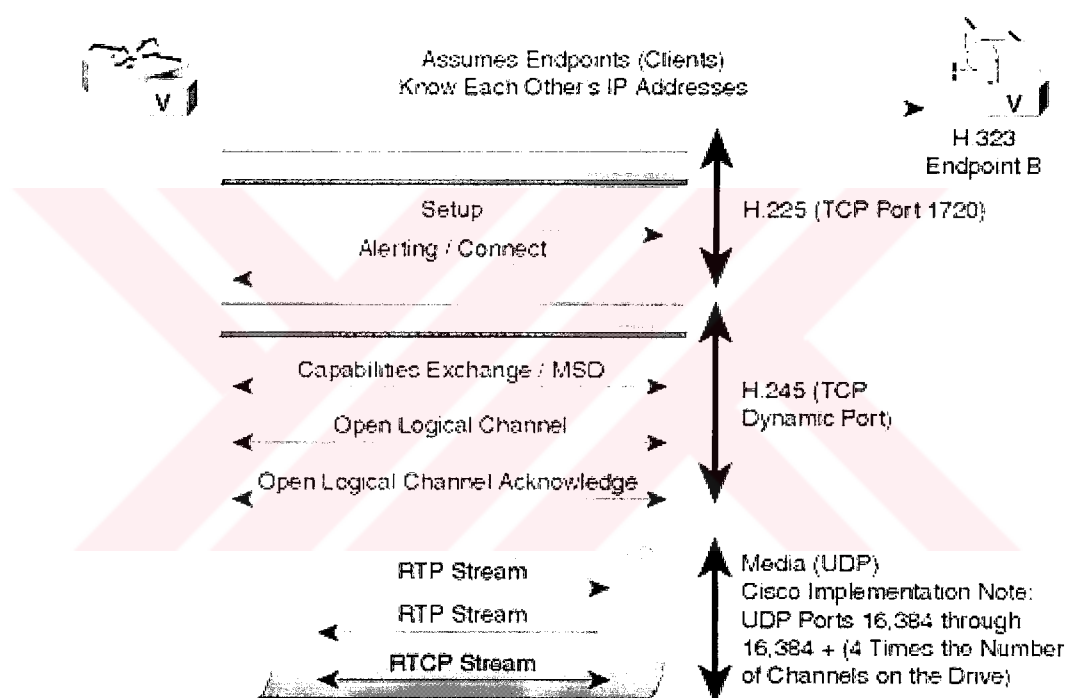 Assumes Endpoints (Clients)
Know Each Other's IP Addresses
V
V
H.323
Endpoint B
Setup
H.225 (TCP Port 1720)
Alerting / Connect
Capabilities Exchange / MSD
H.245 (TCP
Dynamic Port)
Open Logical Channel
Open Logical Channel Acknowledge
RTP Stream
RTP Stream
RTCP Stream
Media (UDP)
Cisco Implementation Note:
UDP Ports 16,384 through
16,384 + (4 Times the Number
of Channels on the Drive)